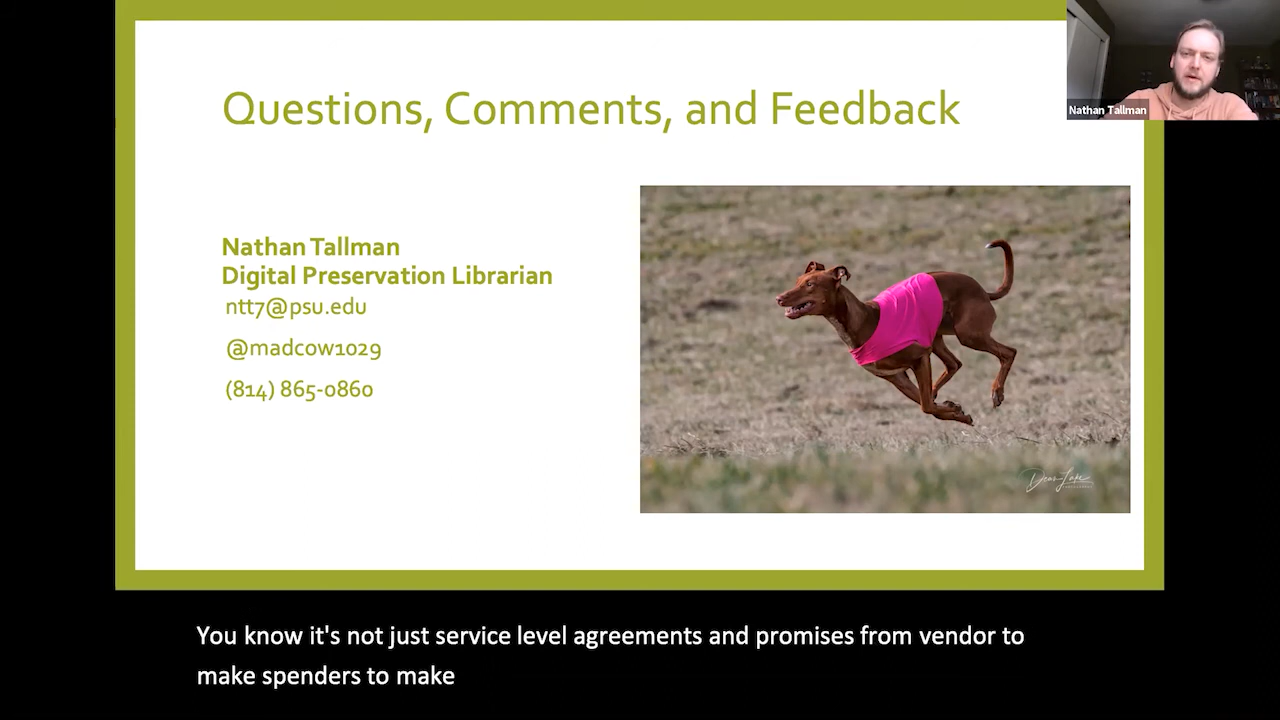 Questions, Comments, and Feedback
Nathan Tallman
Nathan Tallman
Digital Preservation Librarian
ntt7@psu.edu
@madcow1029
(814) 865-0860
You know it's not just service level agreements and promises from vendor to
make spenders to make